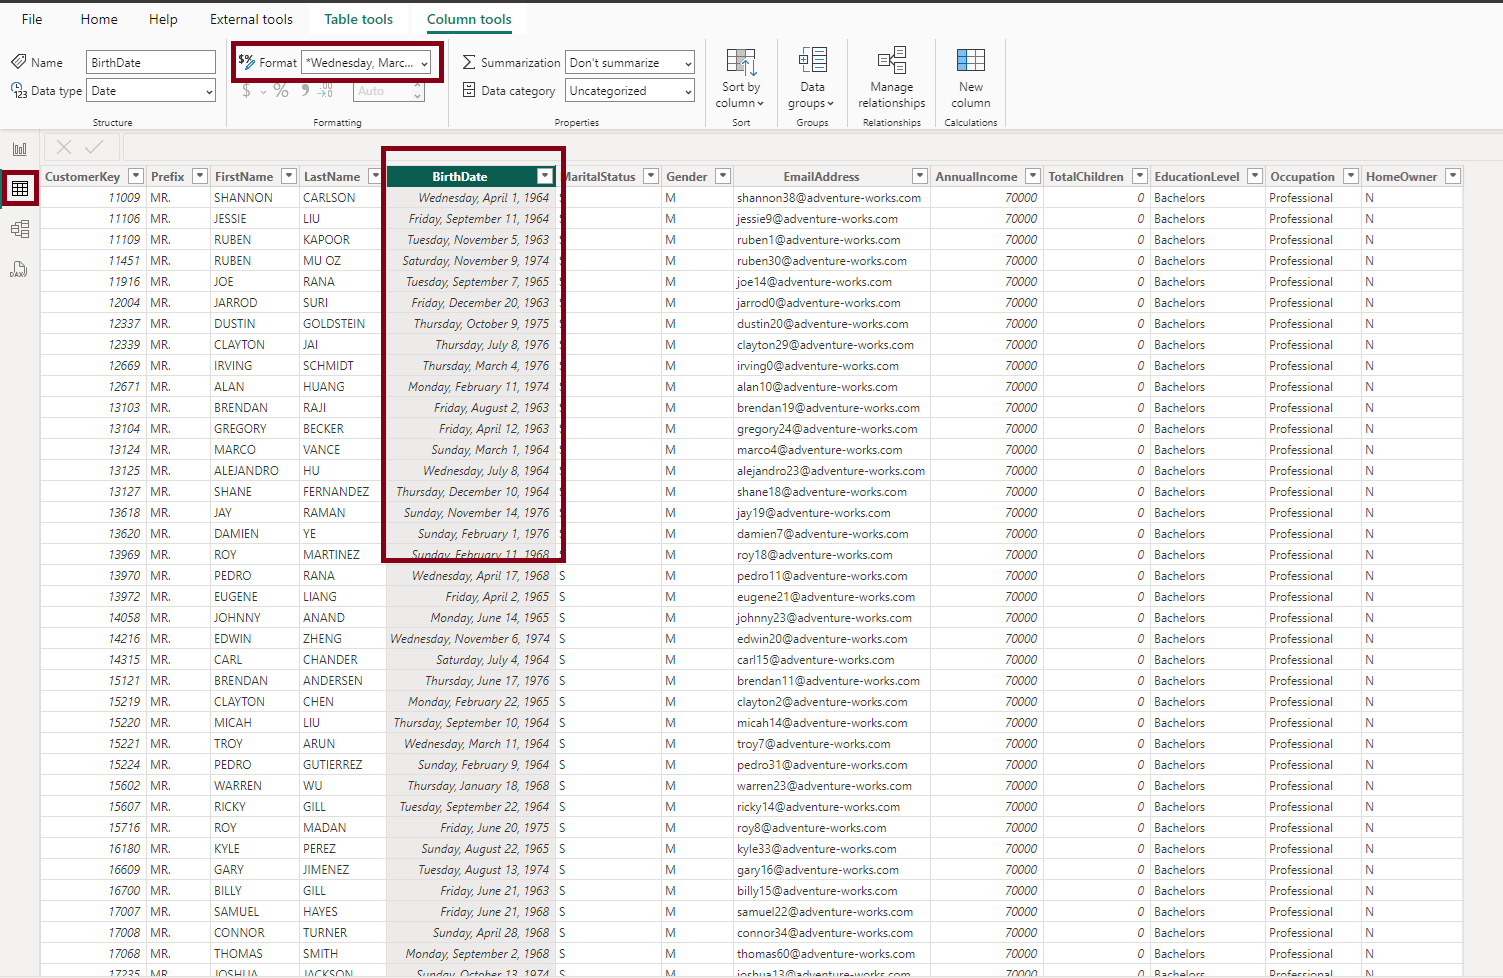 File Home Help External tools Table tools Column tools
Name BirthDate $% Format *Wednesday, Marc... Summarization Don't summarize
Data type Date $ % Auto Data category Uncategorized
Sort by column Data groups Manage relationships New column
Structure Formatting Properties Sort Groups Relationships Calculations
CustomerKey Prefix FirstName LastName BirthDate MaritalStatus Gender EmailAddress AnnualIncome TotalChildren EducationLevel Occupation HomeOwner
11009 MR. SHANNON CARLSON Wednesday, April 1, 1964 M shannon38@adventure-works.com 70000 0 Bachelors Professional N
11106 MR. JESSIE LIU Friday, September 11, 1964 M jessie9@adventure-works.com 70000 0 Bachelors Professional N
11109 MR. RUBEN KAPOOR Tuesday, November 5, 1963 M ruben1@adventure-works.com 70000 0 Bachelors Professional N
11451 MR. RUBEN MU OZ Saturday, November 9, 1974 M ruben30@adventure-works.com 70000 0 Bachelors Professional N
11916 MR. JOE RANA Tuesday, September 7, 1965 M joe14@adventure-works.com 70000 0 Bachelors Professional N
12004 MR. JARROD SURI Friday, December 20, 1963 M jarrod0@adventure-works.com 70000 0 Bachelors Professional N
12337 MR. DUSTIN GOLDSTEIN Thursday, October 9, 1975 M dustin20@adventure-works.com 70000 0 Bachelors Professional N
12339 MR. CLAYTON JAI Thursday, July 8, 1976 M clayton29@adventure-works.com 70000 0 Bachelors Professional N
12669 MR. IRVING SCHMIDT Thursday, March 4, 1976 M irving0@adventure-works.com 70000 0 Bachelors Professional N
12671 MR. ALAN HUANG Monday, February 11, 1974 M alan10@adventure-works.com 70000 0 Bachelors Professional N
13103 MR. BRENDAN RAJI Friday, August 2, 1963 M brendan19@adventure-works.com 70000 0 Bachelors Professional N
13104 MR. GREGORY BECKER Friday, April 12, 1963 M gregory24@adventure-works.com 70000 0 Bachelors Professional N
13124 MR. MARCO VANCE Sunday, March 1, 1964 M marco4@adventure-works.com 70000 0 Bachelors Professional N
13125 MR. ALEJANDRO HU Wednesday, July 8, 1964 M alejandro23@adventure-works.com 70000 0 Bachelors Professional N
13127 MR. SHANE FERNANDEZ Thursday, December 10, 1964 M shane18@adventure-works.com 70000 0 Bachelors Professional N
13618 MR. JAY RAMAN Sunday, November 14, 1976 M jay19@adventure-works.com 70000 0 Bachelors Professional N
13620 MR. DAMIEN YE Sunday, February 1, 1976 M damien7@adventure-works.com 70000 0 Bachelors Professional N
13969 MR. ROY MARTINEZ Sunday, February 11, 1968 M roy18@adventure-works.com 70000 0 Bachelors Professional N
13970 MR. PEDRO RANA Wednesday, April 17, 1968 S M pedro11@adventure-works.com 70000 0 Bachelors Professional N
13972 MR. EUGENE LIANG Friday, April 2, 1965 S M eugene21@adventure-works.com 70000 0 Bachelors Professional N
14058 MR. JOHNNY ANAND Monday, June 14, 1965 S M johnny23@adventure-works.com 70000 0 Bachelors Professional N
14216 MR. EDWIN ZHENG Wednesday, November 6, 1974 S M edwin20@adventure-works.com 70000 0 Bachelors Professional N
14315 MR. CARL CHANDER Saturday, July 4, 1964 S M carl15@adventure-works.com 70000 0 Bachelors Professional N
15121 MR. BRENDAN ANDERSEN Thursday, June 17, 1976 S M brendan11@adventure-works.com 70000 0 Bachelors Professional N
15219 MR. CLAYTON CHEN Monday, February 22, 1965 S M clayton2@adventure-works.com 70000 0 Bachelors Professional N
15220 MR. MICAH LIU Thursday, September 10, 1964 S M micah14@adventure-works.com 70000 0 Bachelors Professional N
15221 MR. TROY ARUN Wednesday, March 11, 1964 S M troy7@adventure-works.com 70000 0 Bachelors Professional N
15224 MR. PEDRO GUTIERREZ Sunday, February 9, 1964 S M pedro31@adventure-works.com 70000 0 Bachelors Professional N
15602 MR. WARREN WU Thursday, January 18, 1968 S M warren23@adventure-works.com 70000 0 Bachelors Professional N
15607 MR. RICKY GILL Tuesday, September 22, 1964 S M ricky14@adventure-works.com 70000 0 Bachelors Professional N
15716 MR. ROY MADAN Friday, June 20, 1975 S M roy8@adventure-works.com 70000 0 Bachelors Professional N
16180 MR. KYLE PEREZ Sunday, August 22, 1965 S M kyle33@adventure-works.com 70000 0 Bachelors Professional N
16609 MR. GARY JIMENEZ Tuesday, August 13, 1974 S M gary16@adventure-works.com 70000 0 Bachelors Professional N
16700 MR. BILLY GILL Friday, June 21, 1963 S M billy15@adventure-works.com 70000 0 Bachelors Professional N
17007 MR. SAMUEL HAYES Friday, June 21, 1968 S M samuel22@adventure-works.com 70000 0 Bachelors Professional N
17008 MR. CONNOR TURNER Sunday, April 28, 1968 S M connor34@adventure-works.com 70000 0 Bachelors Professional N
17068 MR. THOMAS SMITH Monday, September 2, 1968 S M thomas60@adventure-works.com 70000 0 Bachelors Professional N
17235 MR. JOSHUA JACKSON Sunday, October 13, 1974 S M joshua13@adventure-works.com 70000 0 Bachelors Professional N